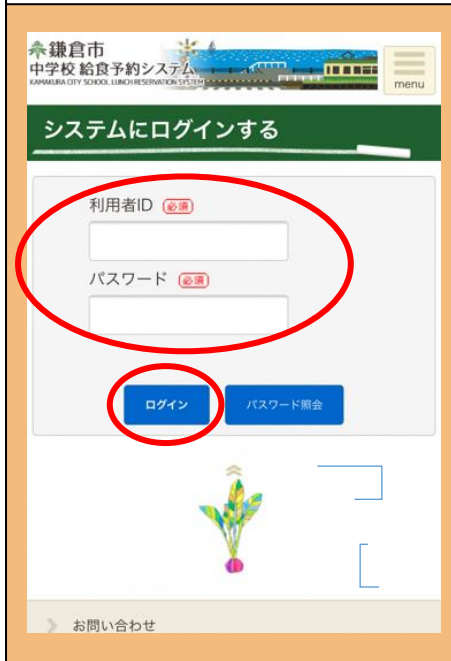 鎌倉市
中学校 給食予約システム
KAMAKURA CITY SCHOOL LUNCH RESERVATION SYSTEM
menu
システムにログインする
利用者ID 必須
パスワード 必須
ログイン パスワード照会
お問い合わせ